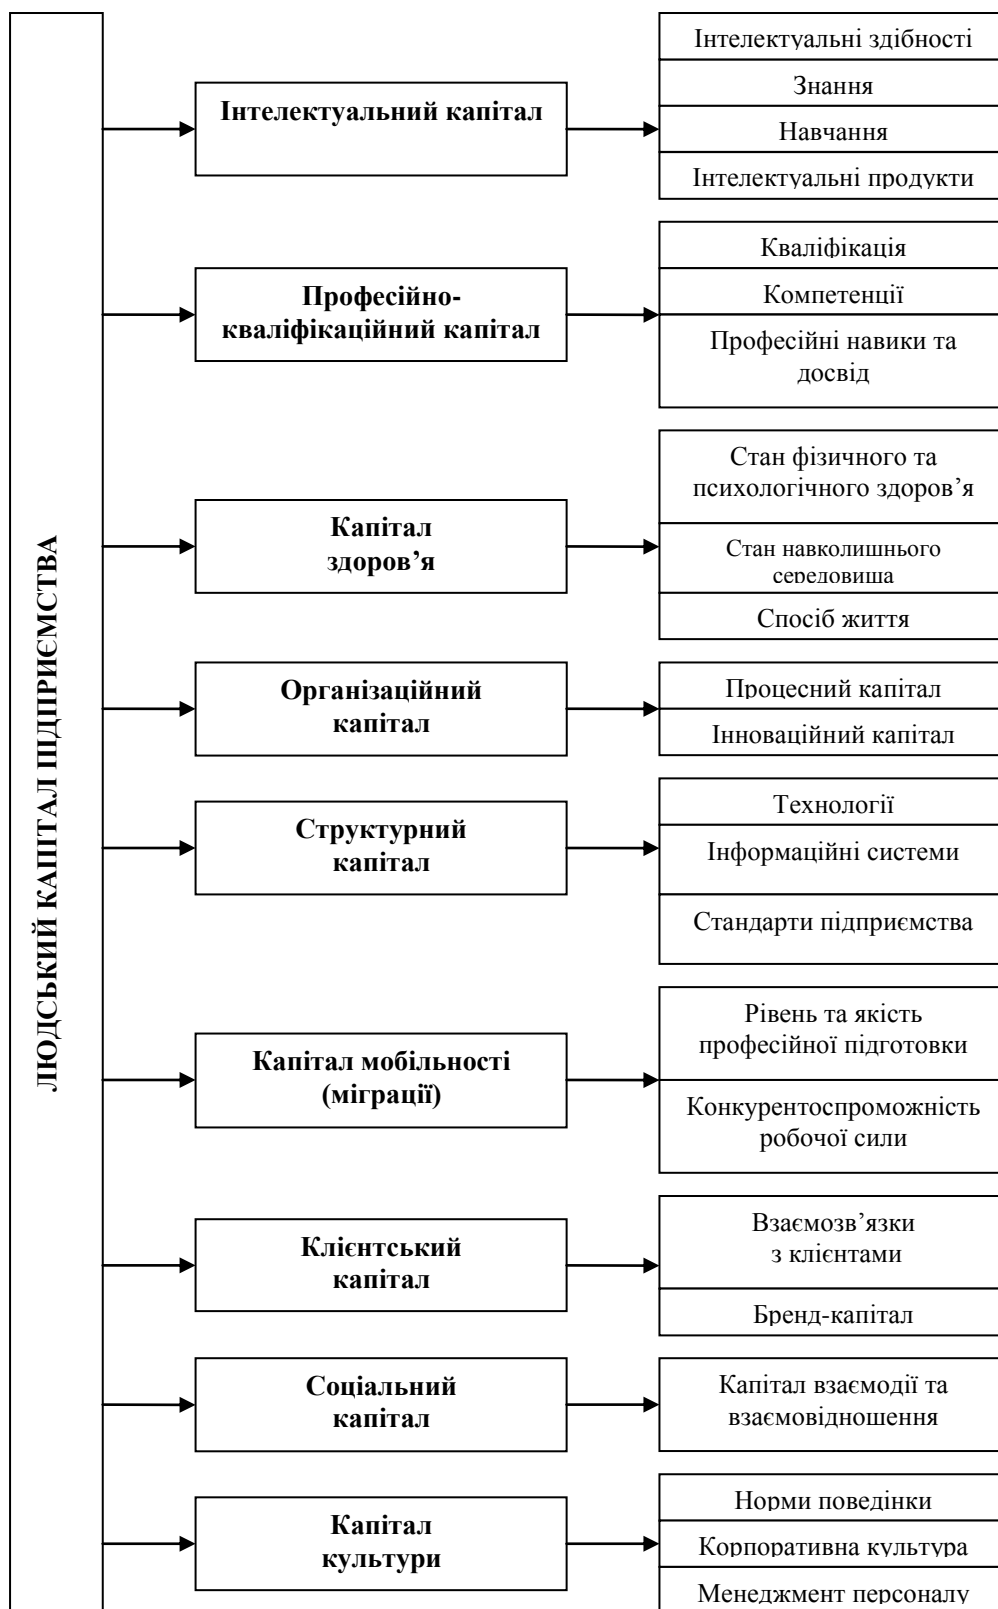 ЛЮДСЬКИЙ КАПІТАЛ ПІДПРИЄМСТВА
Інтелектуальний капітал
Інтелектуальні здібності
Знання
Навчання
Інтелектуальні продукти
Професійно-
кваліфікаційний капітал
Кваліфікація
Компетенції
Професійні навики та
досвід
Капітал
здоров’я
Стан фізичного та
психологічного здоров’я
Стан навколишнього
середовища
Спосіб життя
Організаційний
капітал
Процесний капітал
Інноваційний капітал
Структурний
капітал
Технології
Інформаційні системи
Стандарти підприємства
Капітал мобільності
(міграції)
Рівень та якість
професійної підготовки
Конкурентоспроможність
робочої сили
Клієнтський
капітал
Взаємозв’язки
з клієнтами
Бренд-капітал
Соціальний
капітал
Капітал взаємодії та
взаємовідношення
Капітал
культури
Норми поведінки
Корпоративна культура
Менеджмент персоналу